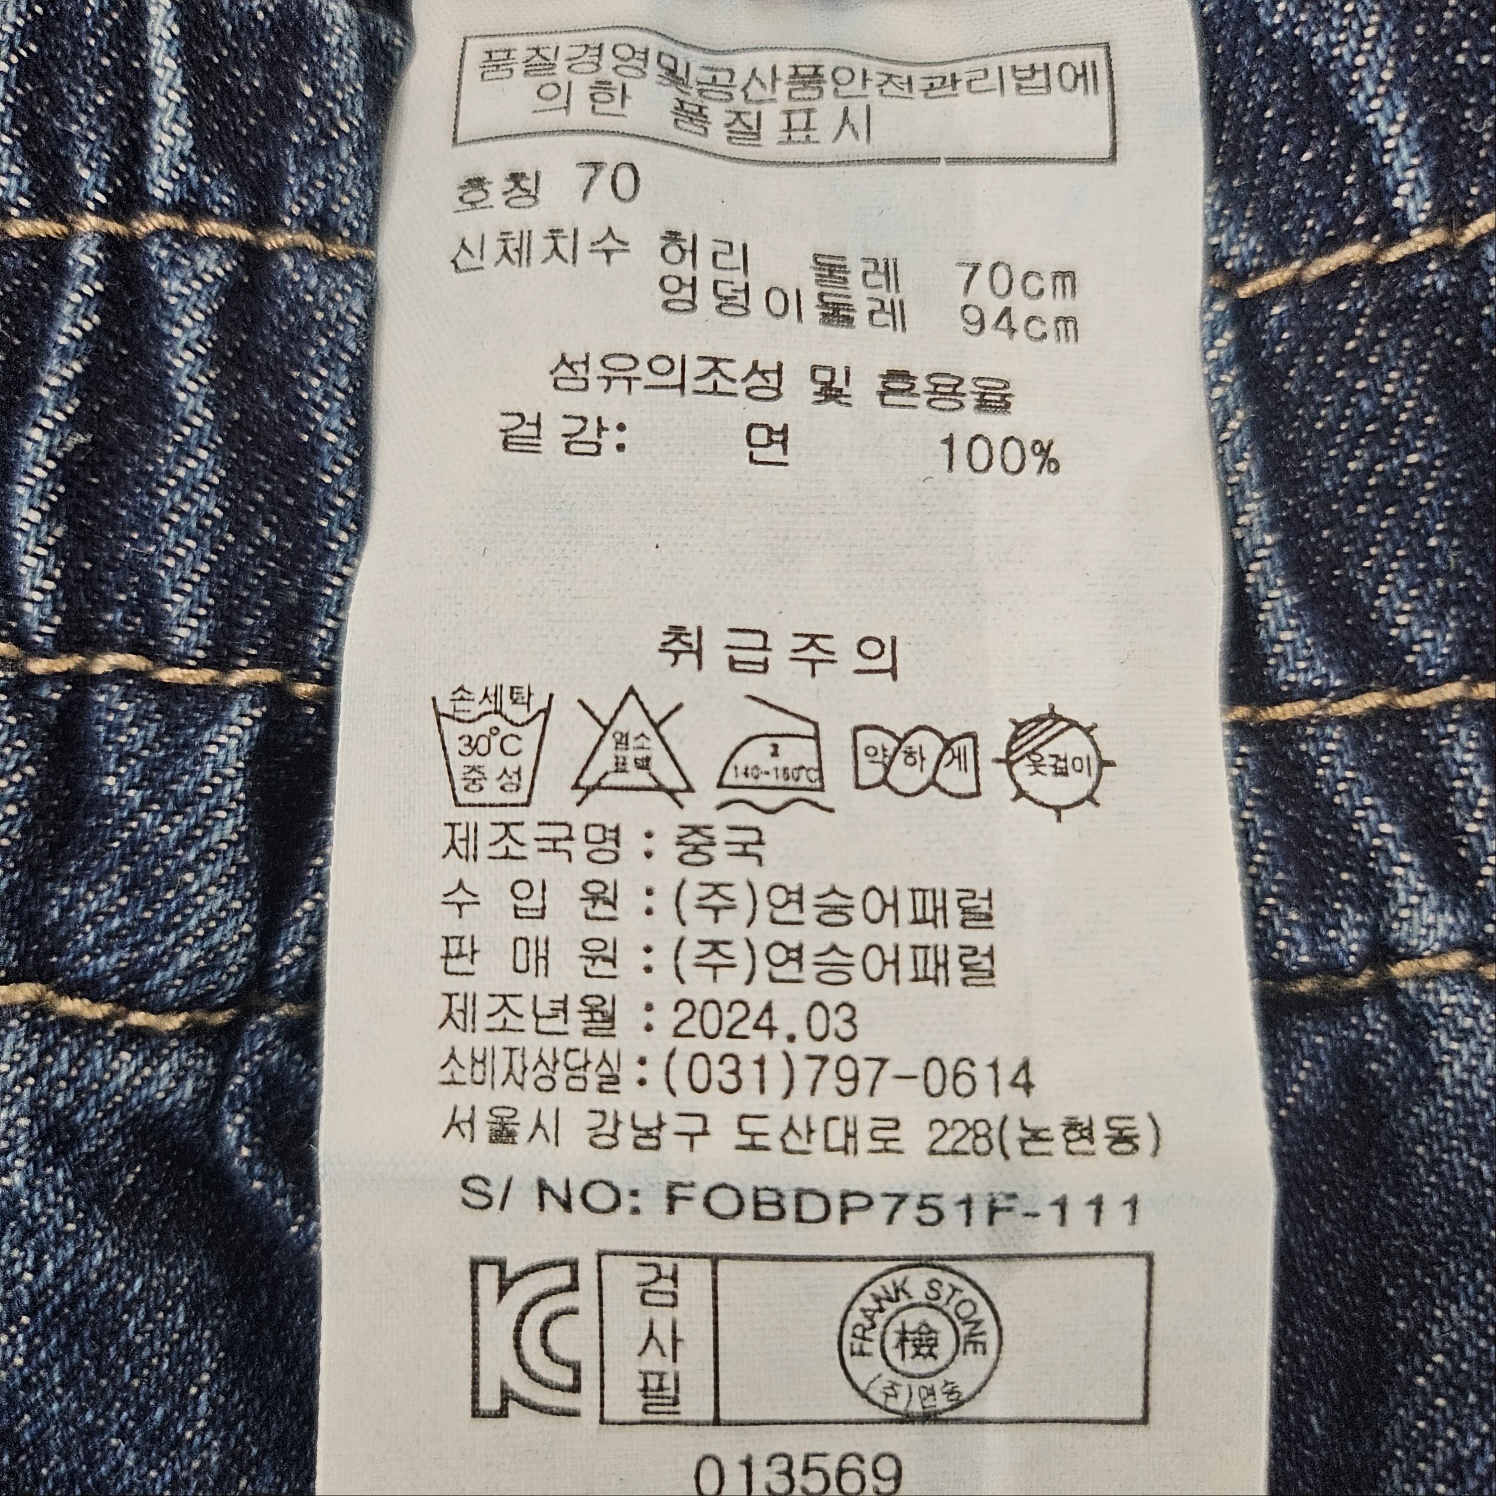 품질경영및공산품안전관리법에
의한 품질표시
호칭 70
신체치수 허리 둘레 70cm
엉덩이둘레 94cm
섬유의조성 및 혼용율
겉감: 면 100%
취급주의
손세탁
30℃
중성
염소
표백
2
140~160℃
약하게
옷걸이
제조국명 : 중국
수 입 원 : (주)연승어패럴
판 매 원 : (주)연승어패럴
제조년월 : 2024.03
소비자상담실 : (031)797-0614
서울시 강남구 도산대로 228(논현동)
S/ NO: FOBDP751F-111
KC
검사필
FRANK STONE
檢
(주)연승
013569